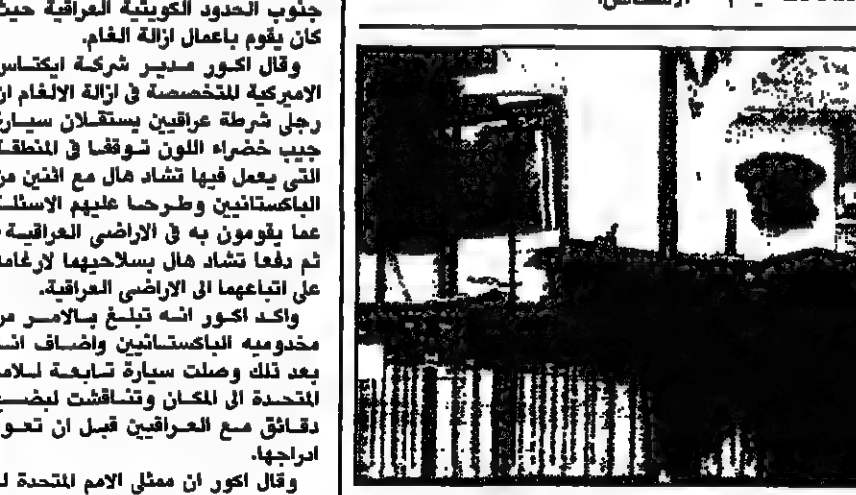 جنوب الحدود الكويتية العراقية حيث
كان يقوم باعمال ازالة الغام.
وقال اكور مدير شركة ايكتاس
الاميركية المتخصصة في ازالة الالغام ان
رجلي شرطة عراقيين يستقلان سيارة
جيب خضراء اللون توقفا في المنطقة
التي يعمل فيها تشاد هال مع اثنين من
الباكستانيين وطرحا عليهم الاسئلة
عما يقومون به في الاراضي العراقية
ثم دفعا تشاد هال بسلاحيهما لارغامه
على اتباعهما الى الاراضي العراقية.
واكد اكور انه تبلغ بالامر من
مخدوميه الباكستانيين واضاف انه
بعد ذلك وصلت سيارة تابعة للامم
المتحدة الى المكان وتناقشت لبضع
دقائق مع العراقيين قبل ان تعود
ادراجها.
وقال اكور ان ممثلي الامم المتحدة